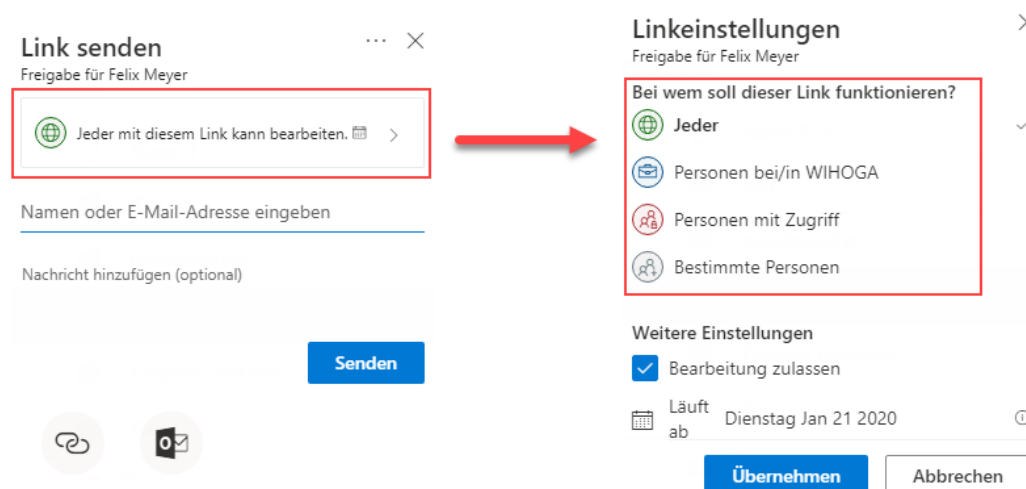 Link senden
Freigabe für Felix Meyer
Jeder mit diesem Link kann bearbeiten.
Namen oder E-Mail-Adresse eingeben
Nachricht hinzufügen (optional)
Senden
Linkeinstellungen
Freigabe für Felix Meyer
Bei wem soll dieser Link funktionieren?
Jeder
Personen bei/in WIHOGA
Personen mit Zugriff
Bestimmte Personen
Weitere Einstellungen
Bearbeitung zulassen
Läuft
ab
Dienstag Jan 21 2020
Übernehmen
Abbrechen